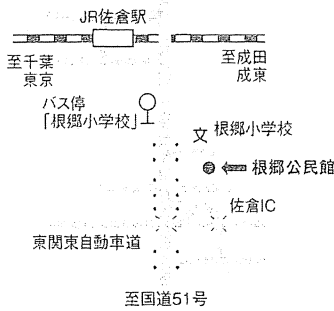 JR佐倉駅
至千葉
東京
至成田
成東
バス停
「根郷小学校」
文
根郷小学校
根郷公民館
佐倉IC
東関東自動車道
至国道51号